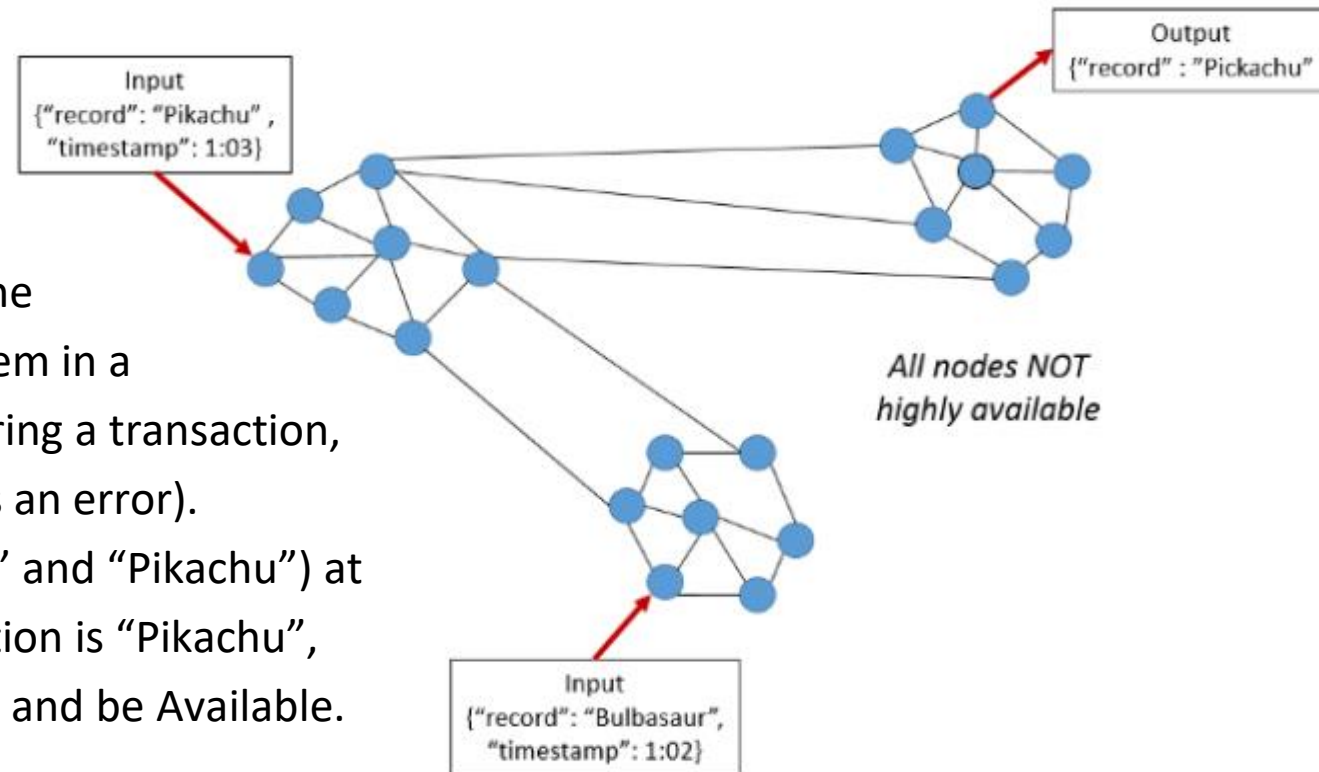 Input
{“record”: “Pikachu” ,
“timestamp”: 1:03}
Output
{“record” : ”Pickachu”
he
em in a
ring a transaction,
s an error).
” and “Pikachu”) at
tion is “Pikachu”,
and be Available.
All nodes NOT
highly available
Input
{“record”: “Bulbasaur”,
“timestamp”: 1:02}